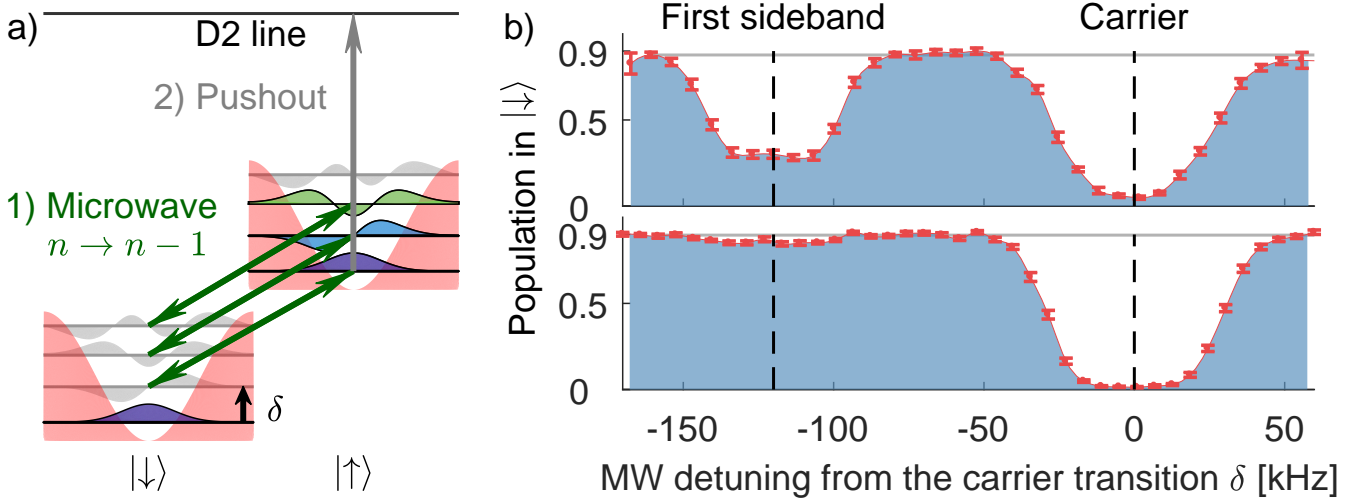 a)
D2 line
2) Pushout
1) Microwave
n → n − 1
δ
|↓⟩
|↑⟩
b)
First sideband
Carrier
0.9
0.5
0
0.9
0.5
0
-150
-100
-50
0
50
Population in
MW detuning from the carrier transition δ [kHz]